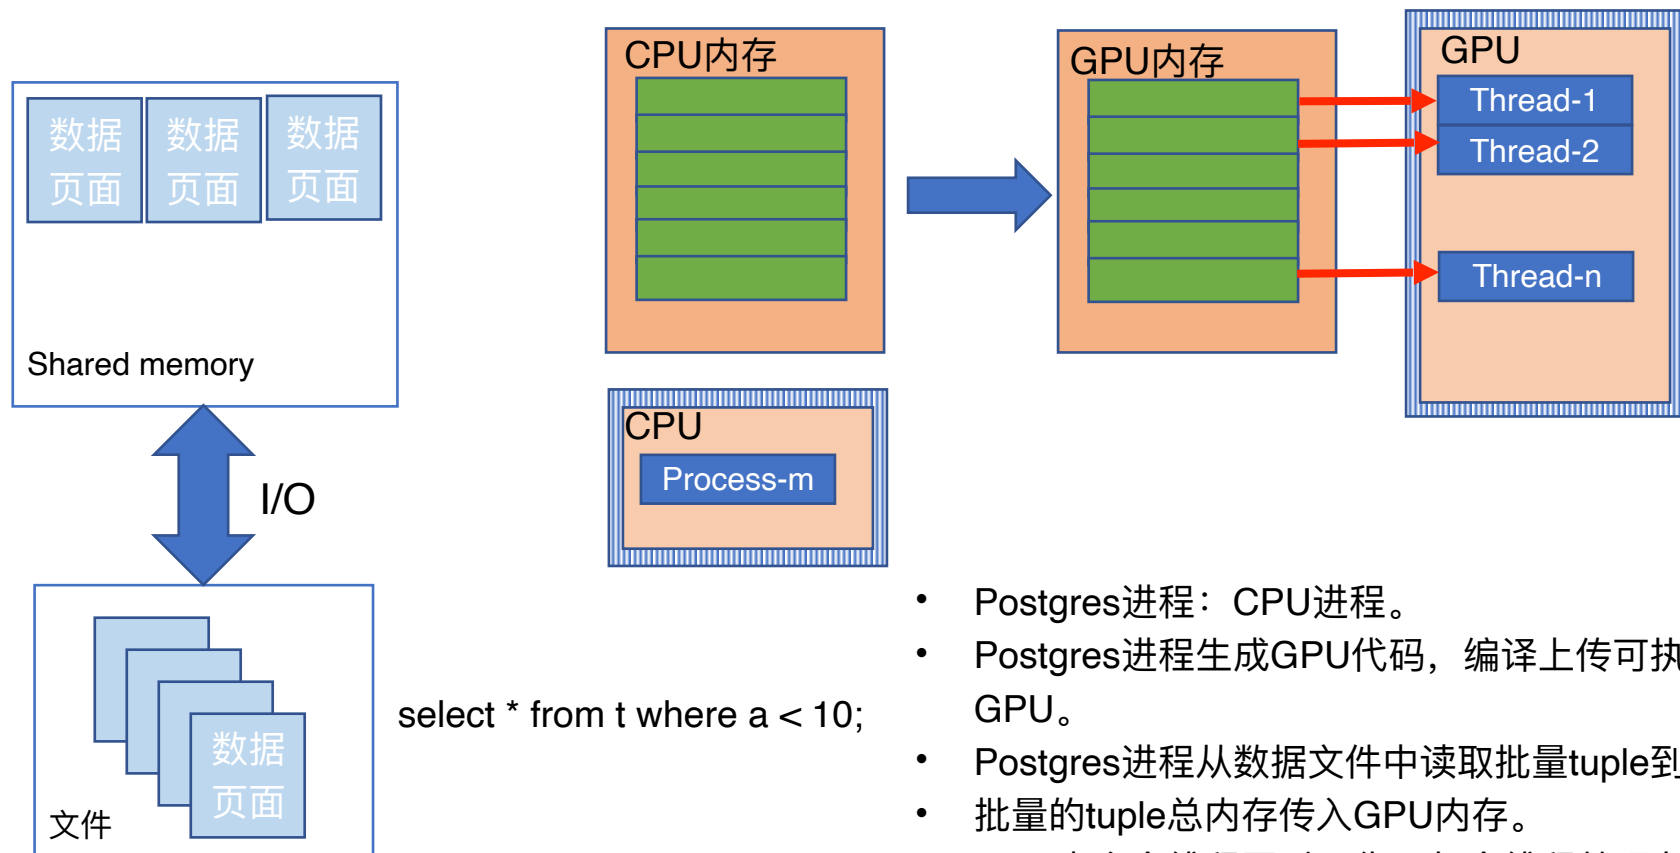 CPU内存
GPU内存
GPU
Thread-1
Thread-2
Thread-n
数据
页面
数据
页面
数据
页面
Shared memory
CPU
Process-m
I/O
数据
页面
文件
select * from t where a < 10;
• Postgres进程：CPU进程。
• Postgres进程生成GPU代码，编译上传可执
GPU。
• Postgres进程从数据文件中读取批量tuple到
• 批量的tuple总内存传入GPU内存。